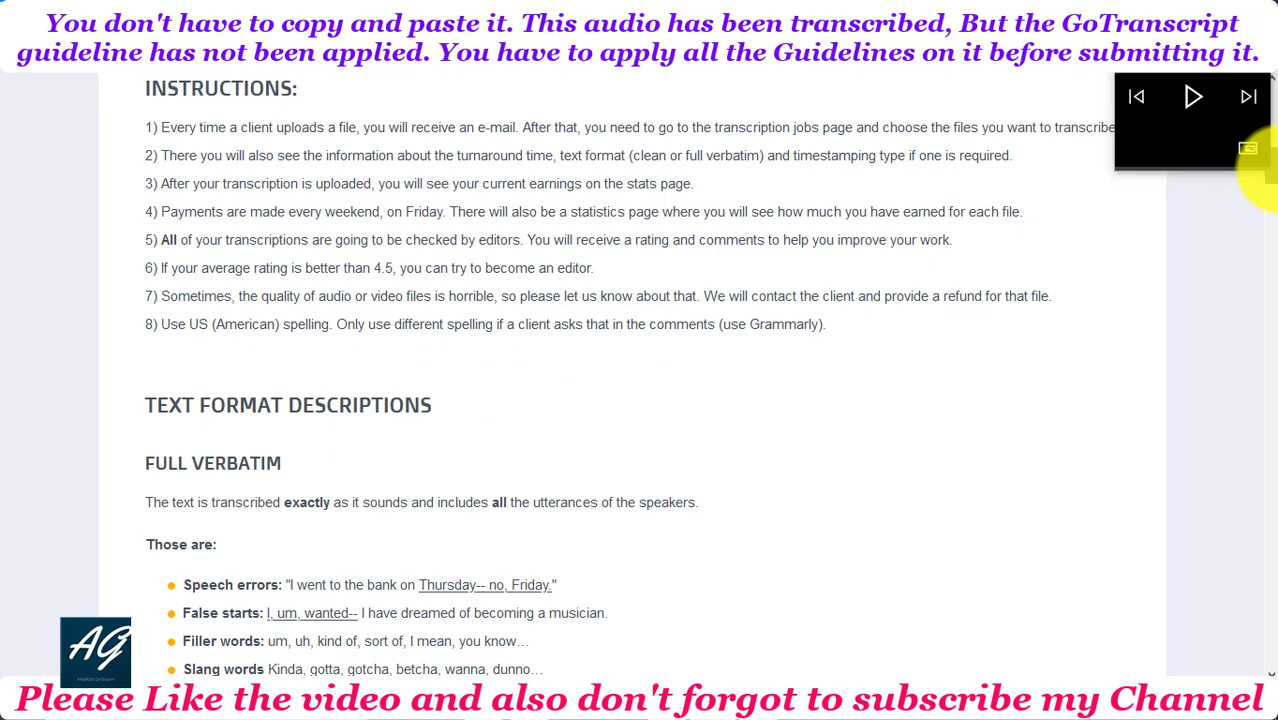 You don't have to copy and paste it. This audio has been transcribed, But the GoTranscript
guideline has not been applied. You have to apply all the Guidelines on it before submitting it.
INSTRUCTIONS:
1) Every time a client uploads a file, you will receive an e-mail. After that, you need to go to the transcription jobs page and choose the files you want to transcribe
2) There you will also see the information about the turnaround time, text format (clean or full verbatim) and timestamping type if one is required.
3) After your transcription is uploaded, you will see your current earnings on the stats page.
4) Payments are made every weekend, on Friday. There will also be a statistics page where you will see how much you have earned for each file.
5) All of your transcriptions are going to be checked by editors. You will receive a rating and comments to help you improve your work.
6) If your average rating is better than 4.5, you can try to become an editor.
7) Sometimes, the quality of audio or video files is horrible, so please let us know about that. We will contact the client and provide a refund for that file.
8) Use US (American) spelling. Only use different spelling if a client asks that in the comments (use Grammarly).
TEXT FORMAT DESCRIPTIONS
FULL VERBATIM
The text is transcribed exactly as it sounds and includes all the utterances of the speakers.
Those are:
Speech errors: "I went to the bank on Thursday-- no, Friday."
False starts: I, um, wanted-- I have dreamed of becoming a musician.
Filler words: um, uh, kind of, sort of, I mean, you know…
Slang words Kinda, gotta, gotcha, betcha, wanna, dunno…
AG
Please Like the video and also don't forgot to subscribe my Channel